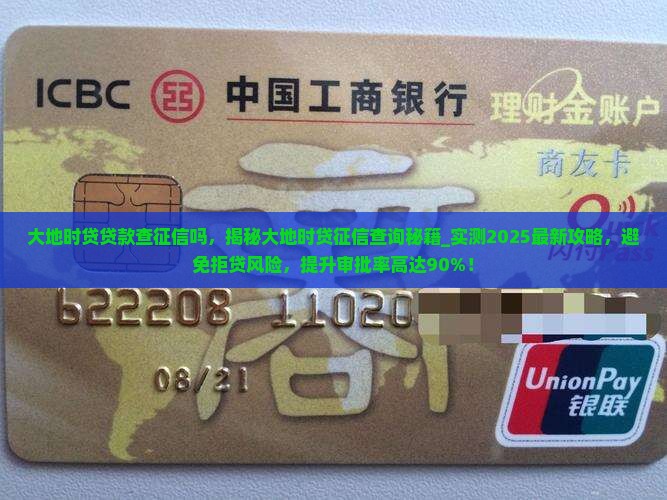 ICBC 中国工商银行 理财金账户
商友卡
大地时贷贷款查征信吗，揭秘大地时贷征信查询秘籍_实测2025最新攻略，避
免拒贷风险，提升审批率高达90%！
622208 11020
08/21
UnionPay
银联